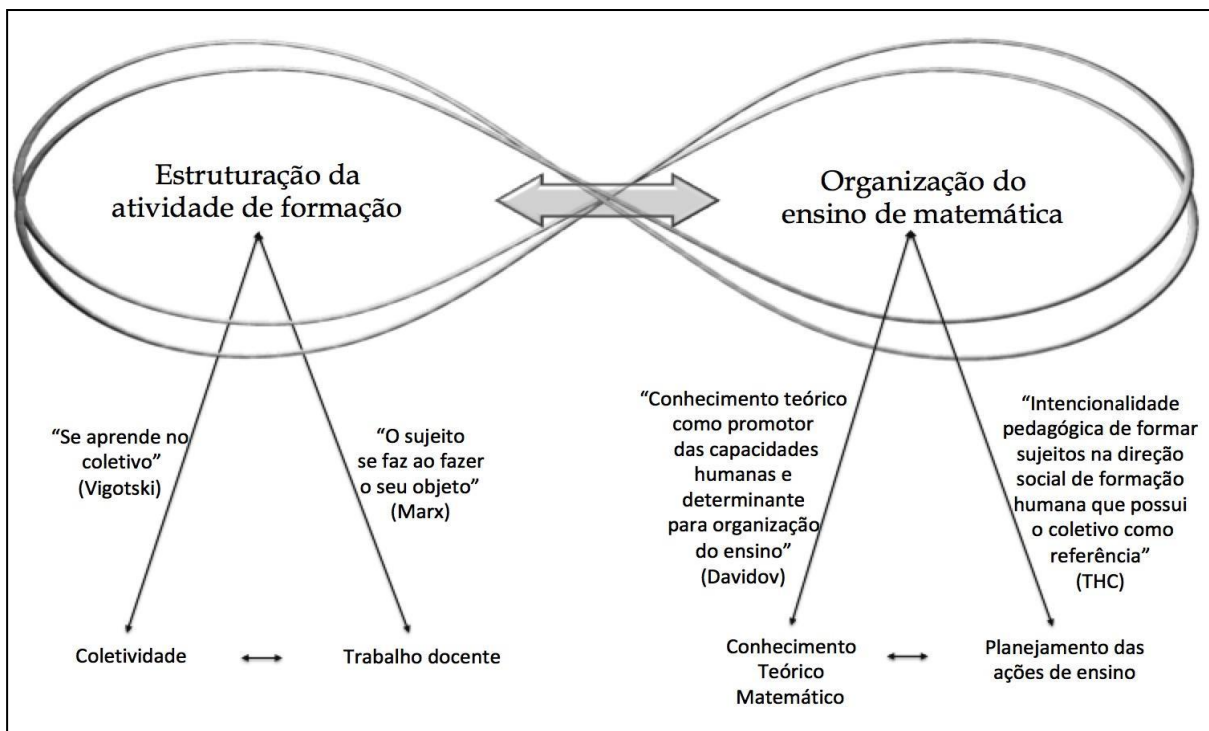 Estruturação da
atividade de formação
Organização do
ensino de matemática
“Se aprende no
coletivo”
(Vigotski)
“O sujeito
se faz ao fazer
o seu objeto”
(Marx)
“Conhecimento teórico
como promotor
das capacidades
humanas e
determinante
para organização
do ensino”
(Davidov)
“Intencionalidade
pedagógica de formar
sujeitos na direção
social de formação
humana que possui
o coletivo como
referência”
(THC)
Coletividade
Trabalho docente
Conhecimento
Teórico
Matemático
Planejamento das
ações de ensino